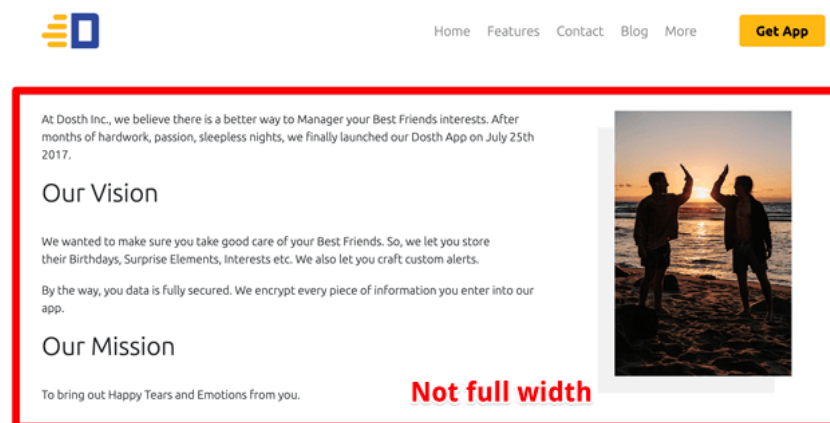 D
Home Features Contact Blog More Get App
At Dosth Inc., we believe there is a better way to Manager your Best Friends interests. After
months of hardwork, passion, sleepless nights, we finally launched our Dosth App on July 25th
2017.
Our Vision
We wanted to make sure you take good care of your Best Friends. So, we let you store
their Birthdays, Surprise Elements, Interests etc. We also let you craft custom alerts.
By the way, you data is fully secured. We encrypt every piece of information you enter into our
app.
Our Mission
To bring out Happy Tears and Emotions from you.
Not full width